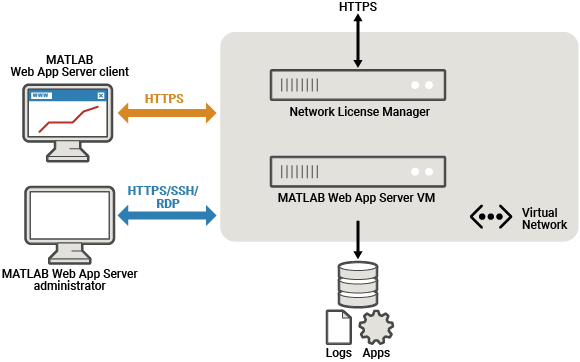 HTTPS
MATLAB
Web App Server client
WWW
HTTPS
Network License Manager
MATLAB Web App Server VM
HTTPS/SSH/
RDP
Virtual
Network
MATLAB Web App Server
administrator
Logs
Apps